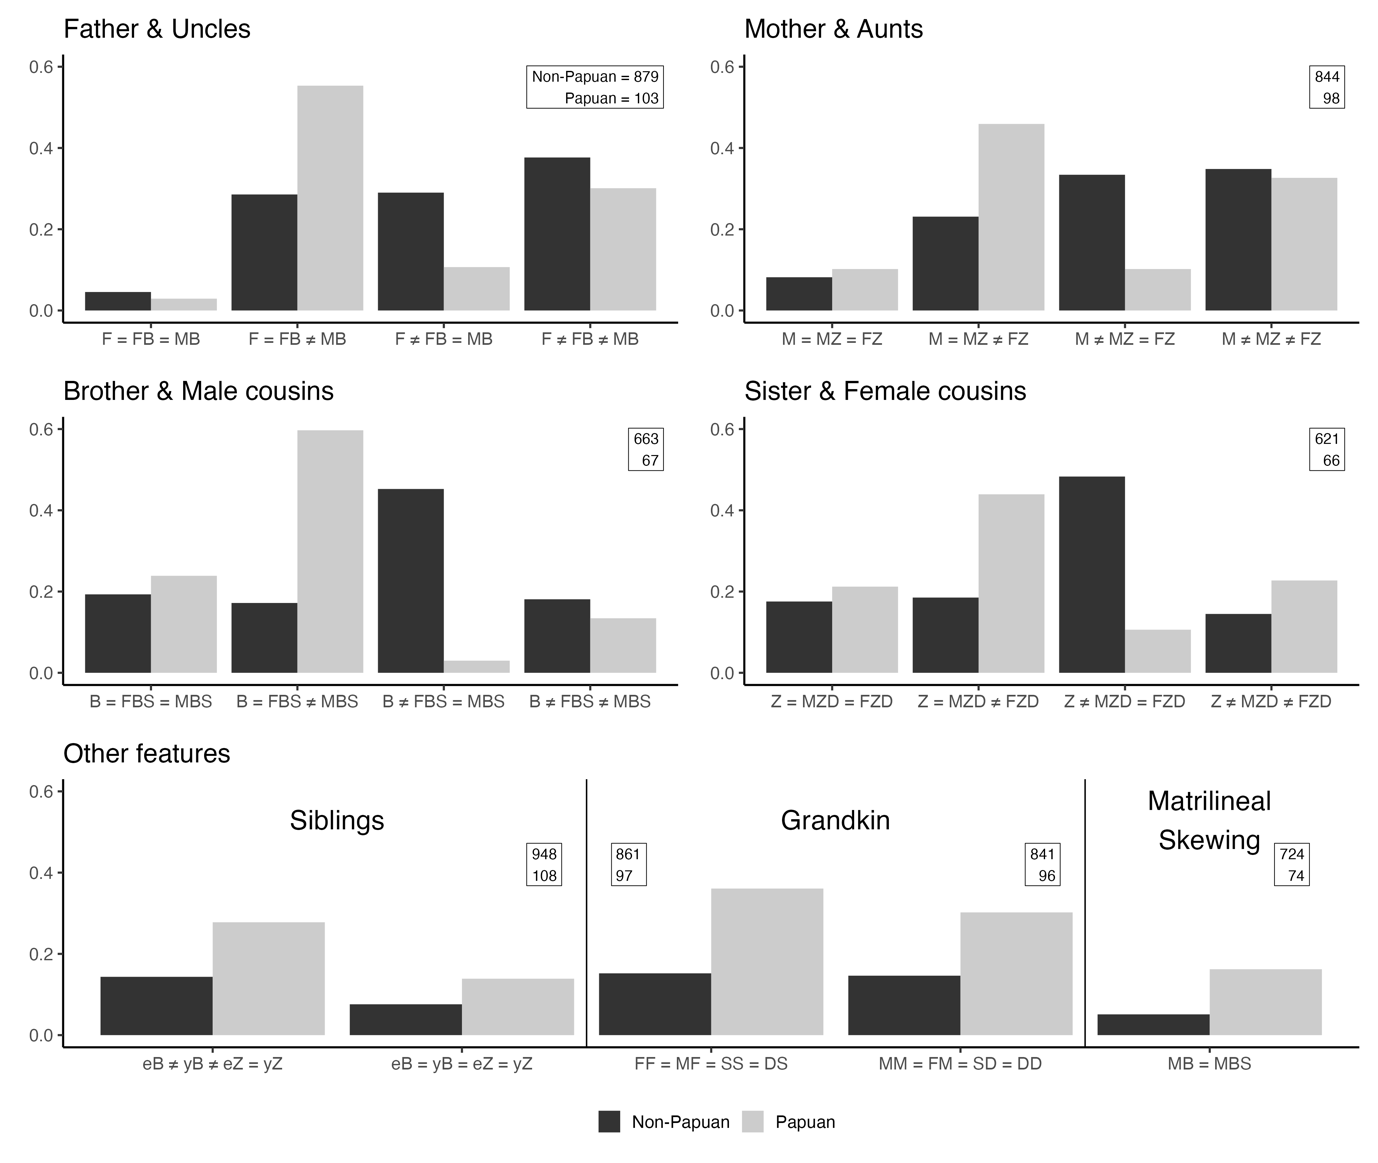 Father & Uncles
0.6
0.4
0.2
0.0
Non-Papuan = 879
Papuan = 103
F = FB = MB
F = FB ≠ MB
F ≠ FB = MB
F ≠ FB ≠ MB
Mother & Aunts
0.6
0.4
0.2
0.0
844
98
M = MZ = FZ
M = MZ ≠ FZ
M ≠ MZ = FZ
M ≠ MZ ≠ FZ
Brother & Male cousins
0.6
0.4
0.2
0.0
663
67
B = FBS = MBS
B = FBS ≠ MBS
B ≠ FBS = MBS
B ≠ FBS ≠ MBS
Sister & Female cousins
0.6
0.4
0.2
0.0
621
66
Z = MZD = FZD
Z = MZD ≠ FZD
Z ≠ MZD = FZD
Z ≠ MZD ≠ FZD
Other features
0.6
0.4
0.2
0.0
Siblings
948
108
eB ≠ yB ≠ eZ = yZ
eB = yB = eZ = yZ
Grandkin
861
97
841
96
FF = MF = SS = DS
MM = FM = SD = DD
Matrilineal
Skewing
724
74
MB = MBS
Non-Papuan
Papuan